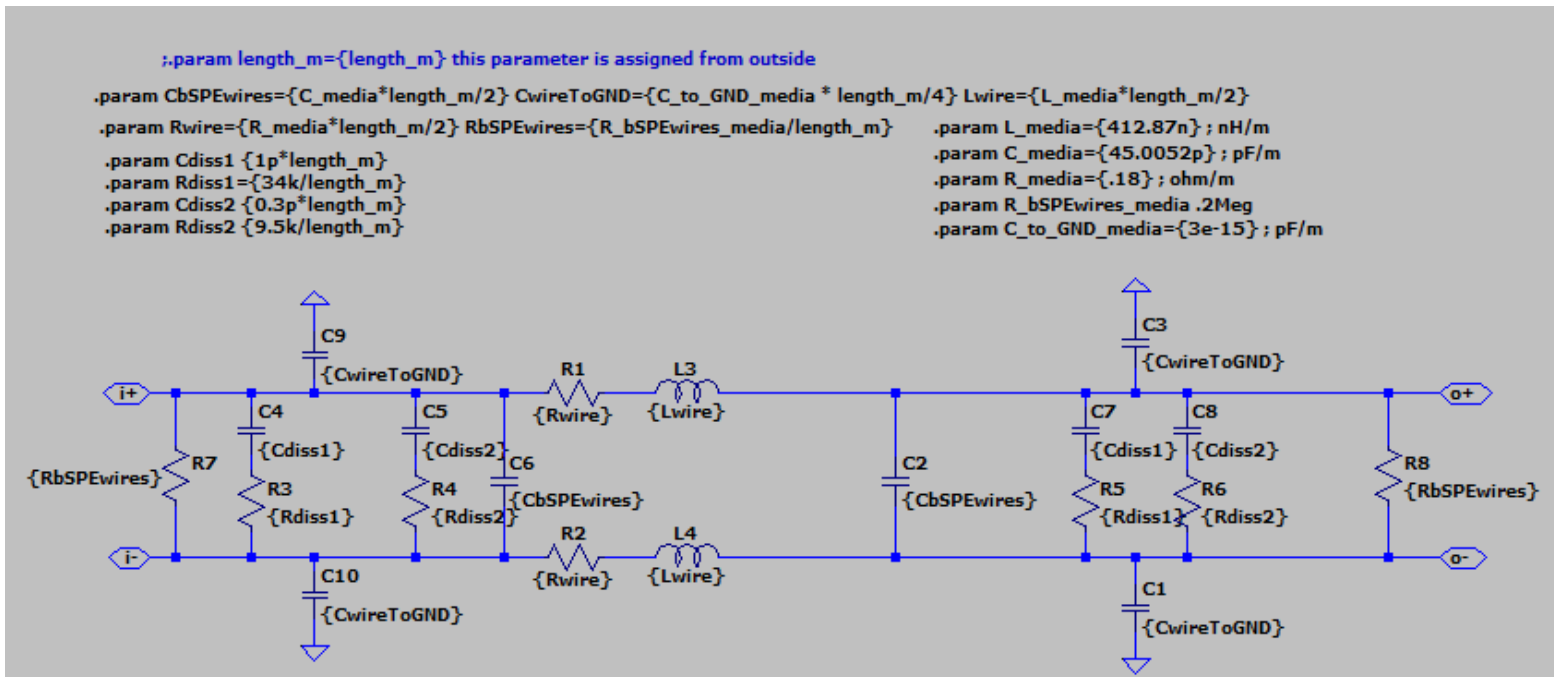 ;.param length_m={length_m} this parameter is assigned from outside
.param CbSPEwires={C_media*length_m/2} CwireToGND={C_to_GND_media * length_m/4} Lwire={L_media*length_m/2}
.param Rwire={R_media*length_m/2} RbSPEwires={R_bSPEwires_media/length_m}
.param L_media={412.87n} ; nH/m
.param Cdiss1 {1p*length_m}
.param C_media={45.0052p} ; pF/m
.param Rdiss1={34k/length_m}
.param R_media={.18} ; ohm/m
.param Cdiss2 {0.3p*length_m}
.param R_bSPEwires_media .2Meg
.param Rdiss2 {9.5k/length_m}
.param C_to_GND_media={3e-15} ; pF/m
C9
{CwireToGND}
C3
{CwireToGND}
i+
R1
{Rwire}
L3
{Lwire}
o+
C4
{Cdiss1}
C5
{Cdiss2}
C7
{Cdiss1}
C8
{Cdiss2}
R7
{RbSPEwires}
R3
{Rdiss1}
R4
{Rdiss2}
C6
{CbSPEwires}
C2
{CbSPEwires}
R5
{Rdiss1}
R6
{Rdiss2}
R8
{RbSPEwires}
i-
R2
{Rwire}
L4
{Lwire}
o-
C10
{CwireToGND}
C1
{CwireToGND}